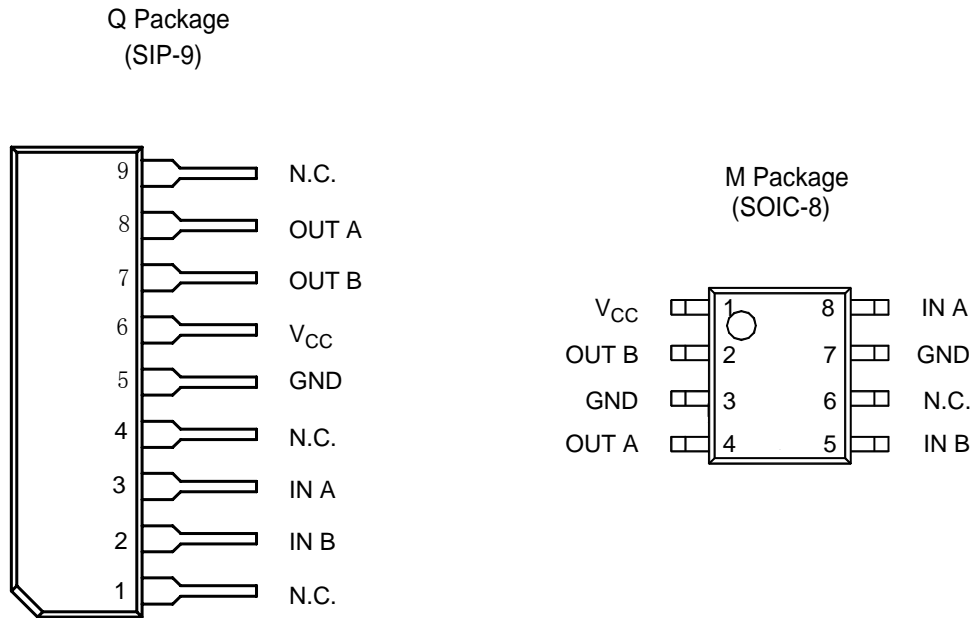 Q Package
(SIP-9)
9 N.C.
8 OUT A
7 OUT B
6 VCC
5 GND
4 N.C.
3 IN A
2 IN B
1 N.C.
M Package
(SOIC-8)
VCC 1 8 IN A
OUT B 2 7 GND
GND 3 6 N.C.
OUT A 4 5 IN B